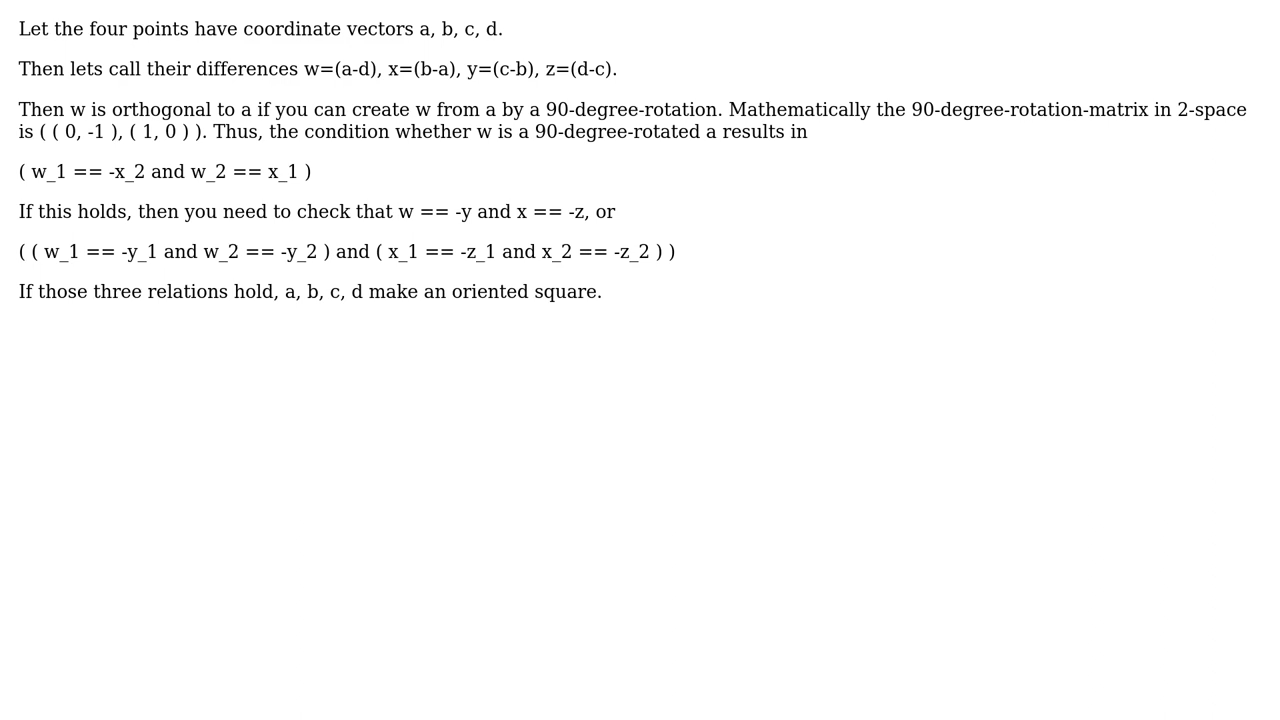 Let the four points have coordinate vectors a, b, c, d.
Then lets call their differences w=(a-d), x=(b-a), y=(c-b), z=(d-c).
Then w is orthogonal to a if you can create w from a by a 90-degree-rotation. Mathematically the 90-degree-rotation-matrix in 2-space
is ( ( 0, -1 ), ( 1, 0 ) ). Thus, the condition whether w is a 90-degree-rotated a results in
( w_1 == -x_2 and w_2 == x_1 )
If this holds, then you need to check that w == -y and x == -z, or
( ( w_1 == -y_1 and w_2 == -y_2 ) and ( x_1 == -z_1 and x_2 == -z_2 ) )
If those three relations hold, a, b, c, d make an oriented square.